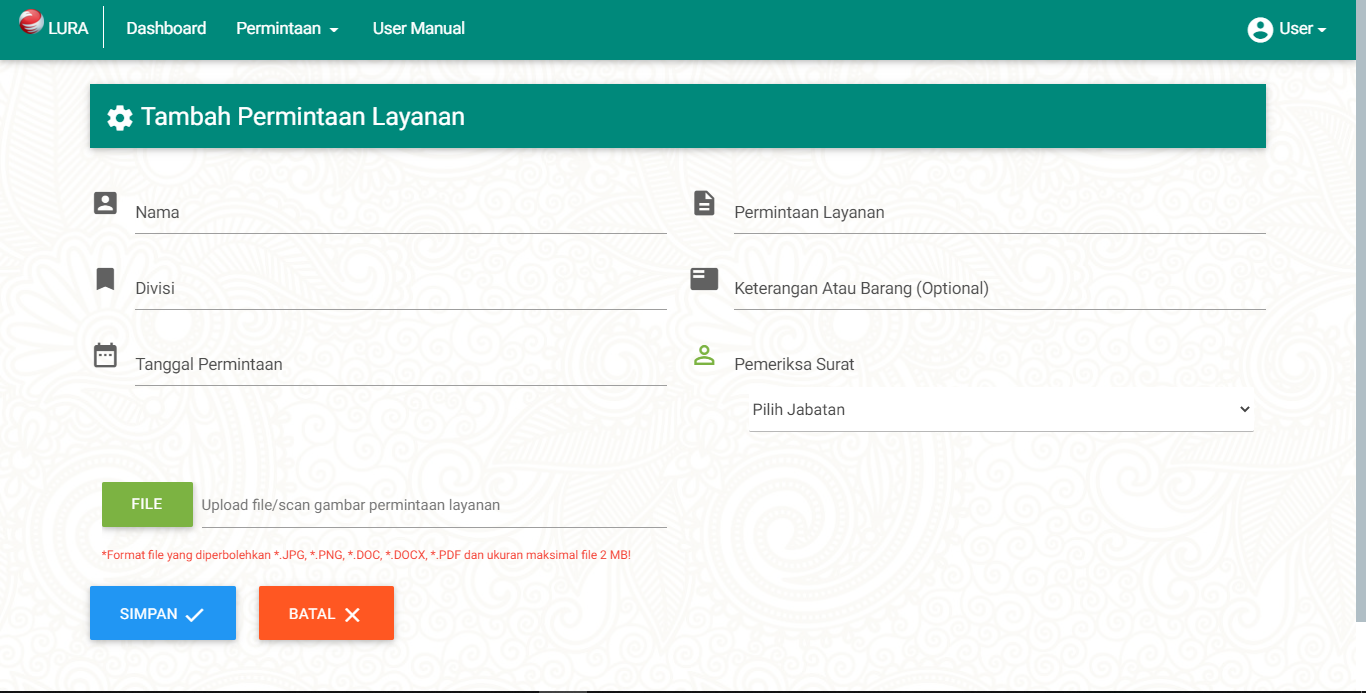 LURA Dashboard Permintaan User Manual User
Tambah Permintaan Layanan
Nama
Permintaan Layanan
Divisi
Keterangan Atau Barang (Optional)
Tanggal Permintaan
Pemeriksa Surat
Pilih Jabatan
FILE Upload file/scan gambar permintaan layanan
*Format file yang diperbolehkan *.JPG, *.PNG, *.DOC, *.DOCX, *.PDF dan ukuran maksimal file 2 MB!
SIMPAN BATAL